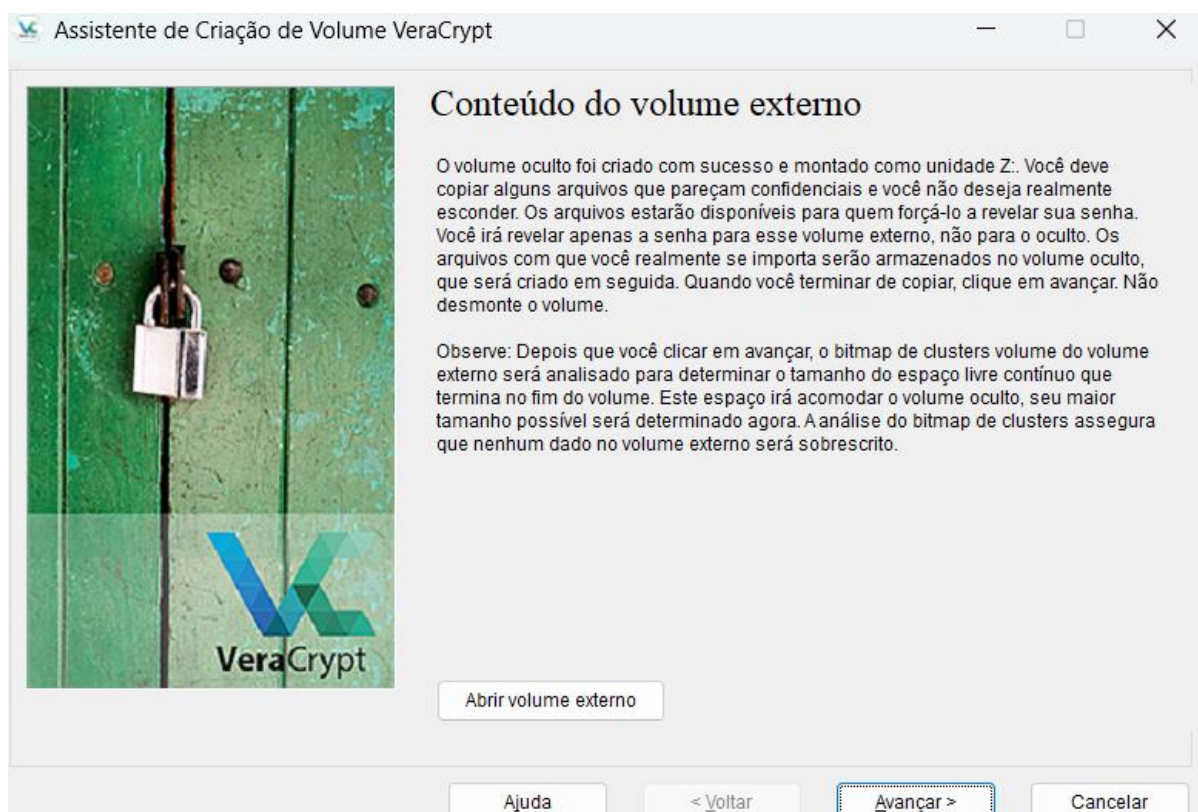 Assistente de Criação de Volume VeraCrypt
Conteúdo do volume externo
O volume oculto foi criado com sucesso e montado como unidade Z:. Você deve
copiar alguns arquivos que pareçam confidenciais e você não deseja realmente
esconder. Os arquivos estarão disponíveis para quem forçá-lo a revelar sua senha.
Você irá revelar apenas a senha para esse volume externo, não para o oculto. Os
arquivos com que você realmente se importa serão armazenados no volume oculto,
que será criado em seguida. Quando você terminar de copiar, clique em avançar. Não
desmonte o volume.
Observe: Depois que você clicar em avançar, o bitmap de clusters volume do volume
externo será analisado para determinar o tamanho do espaço livre contínuo que
termina no fim do volume. Este espaço irá acomodar o volume oculto, seu maior
tamanho possível será determinado agora. A análise do bitmap de clusters assegura
que nenhum dado no volume externo será sobrescrito.
VeraCrypt
Abrir volume externo
Ajuda
< Voltar
Avançar >
Cancelar